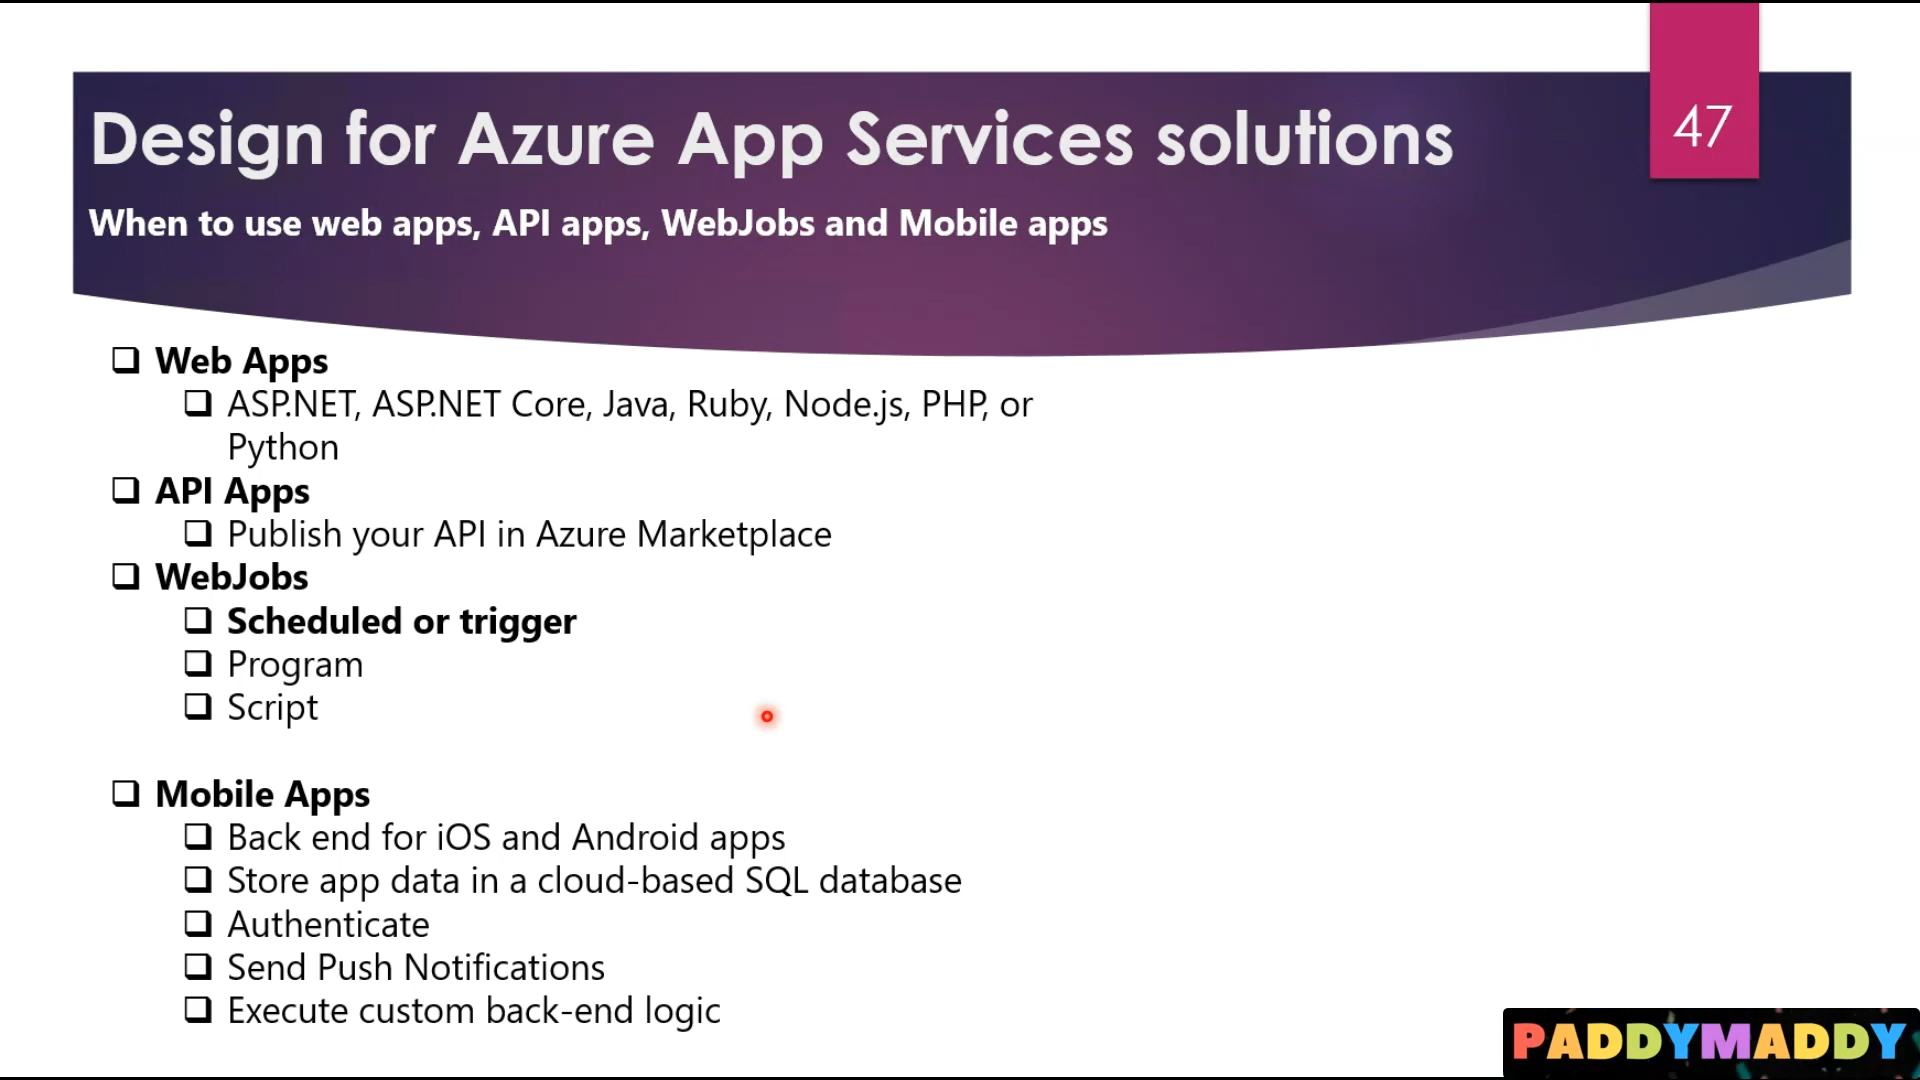 47
Design for Azure App Services solutions
When to use web apps, API apps, WebJobs and Mobile apps
Web Apps
ASP.NET, ASP.NET Core, Java, Ruby, Node.js, PHP, or
Python
API Apps
Publish your API in Azure Marketplace
WebJobs
Scheduled or trigger
Program
Script
Mobile Apps
Back end for iOS and Android apps
Store app data in a cloud-based SQL database
Authenticate
Send Push Notifications
Execute custom back-end logic
PADDYMADDY